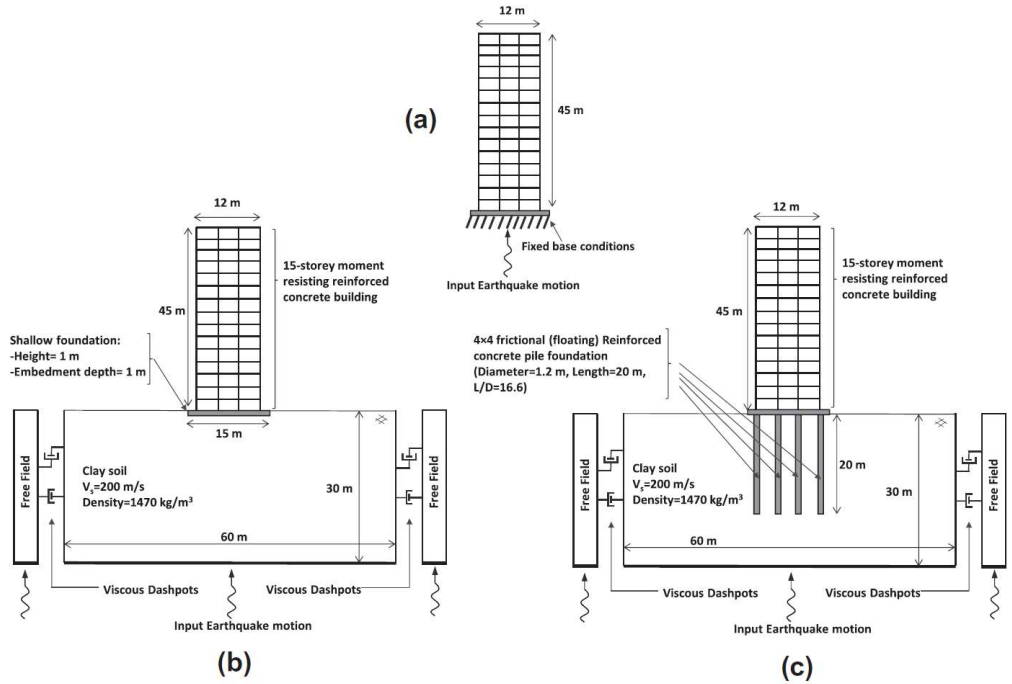 12 m
45 m
(a)
Fixed base conditions
Input Earthquake motion
12 m
45 m
15-storey moment
resisting reinforced
concrete building
Shallow foundation:
-Height= 1 m
-Embedment depth= 1 m
15 m
Free Field
Clay soil
Vs=200 m/s
Density=1470 kg/m³
30 m
60 m
Free Field
Viscous Dashpots
Viscous Dashpots
Input Earthquake motion
(b)
12 m
45 m
15-storey moment
resisting reinforced
concrete building
4×4 frictional (floating) Reinforced
concrete pile foundation
(Diameter=1.2 m, Length=20 m,
L/D=16.6)
Free Field
Clay soil
Vs=200 m/s
Density=1470 kg/m³
20 m
30 m
60 m
Free Field
Viscous Dashpots
Viscous Dashpots
Input Earthquake motion
(c)